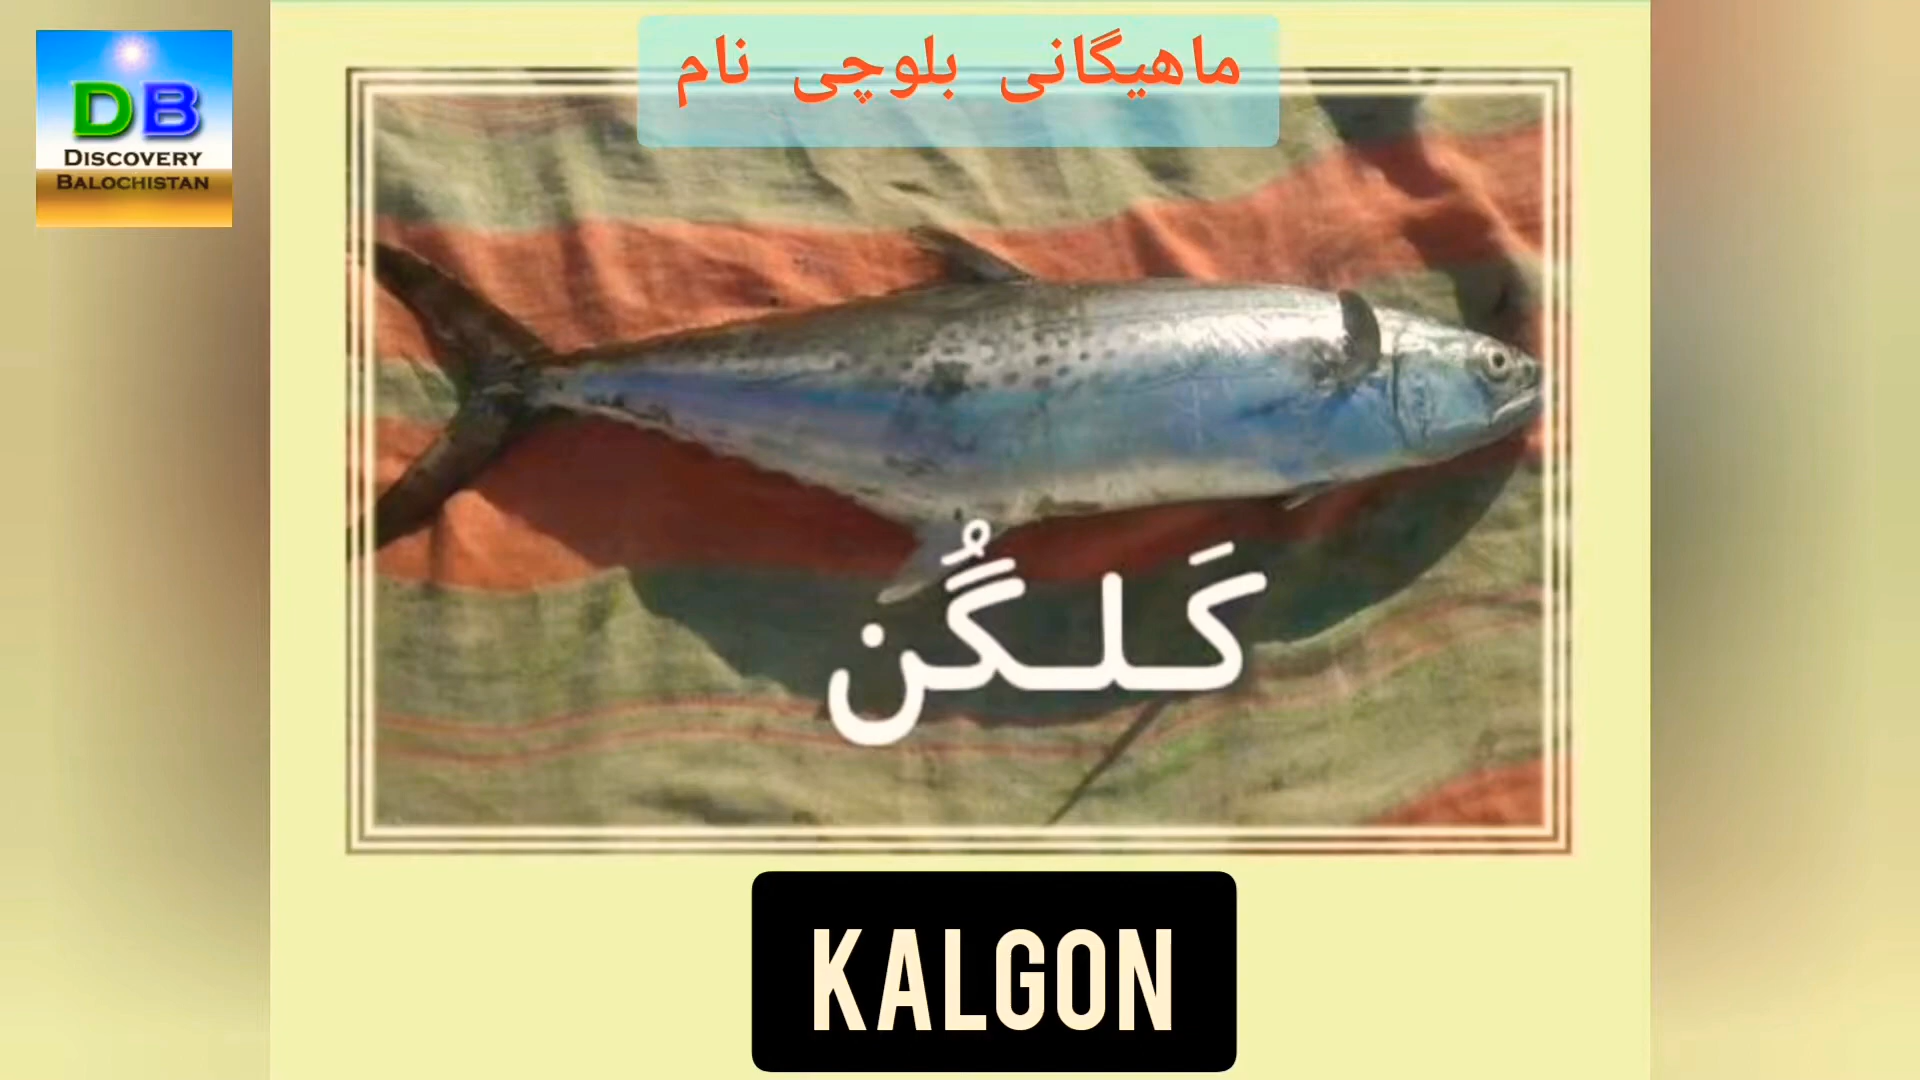 ماهیگانی بلوچی نام
DB
DISCOVERY
BALOCHISTAN
کَلگُن
KALGON